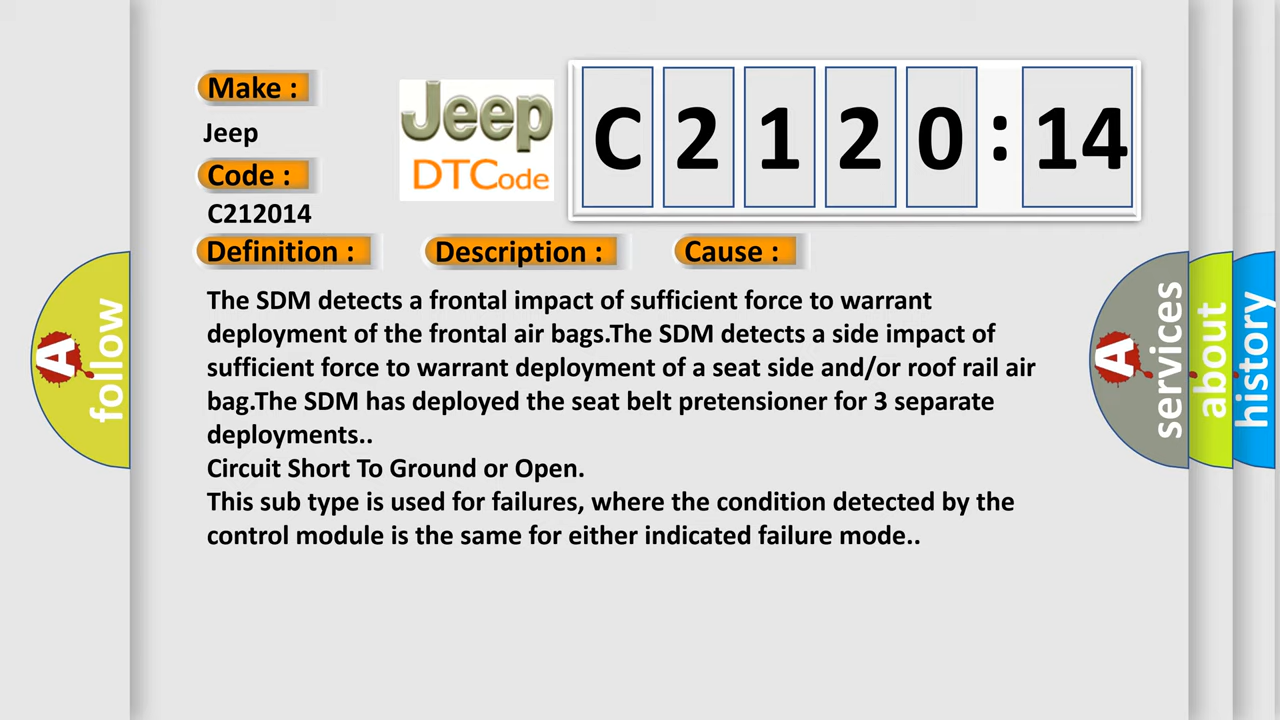 Make :
Jeep
Code :
C212014
Jeep
DTCode
C2120:14
Definition :
Description :
Cause :
The SDM detects a frontal impact of sufficient force to warrant
deployment of the frontal air bags.The SDM detects a side impact of
sufficient force to warrant deployment of a seat side and/or roof rail air
bag.The SDM has deployed the seat belt pretensioner for 3 separate
deployments..
Circuit Short To Ground or Open.
This sub type is used for failures, where the condition detected by the
control module is the same for either indicated failure mode..
A
follow
A
services
about
history